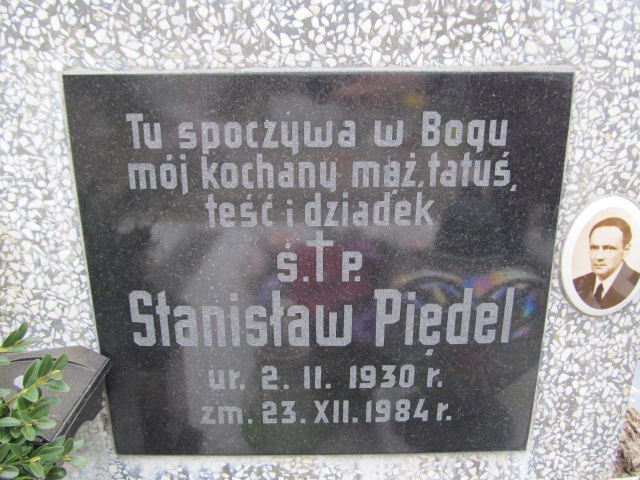 Tu spoczywa w Bogu
mój kochany mąż, tatuś,
teść i dziadek
ś.†P.
Stanisław Piędel
ur. 2. II. 1930 r.
zm. 23. XII. 1984 r.